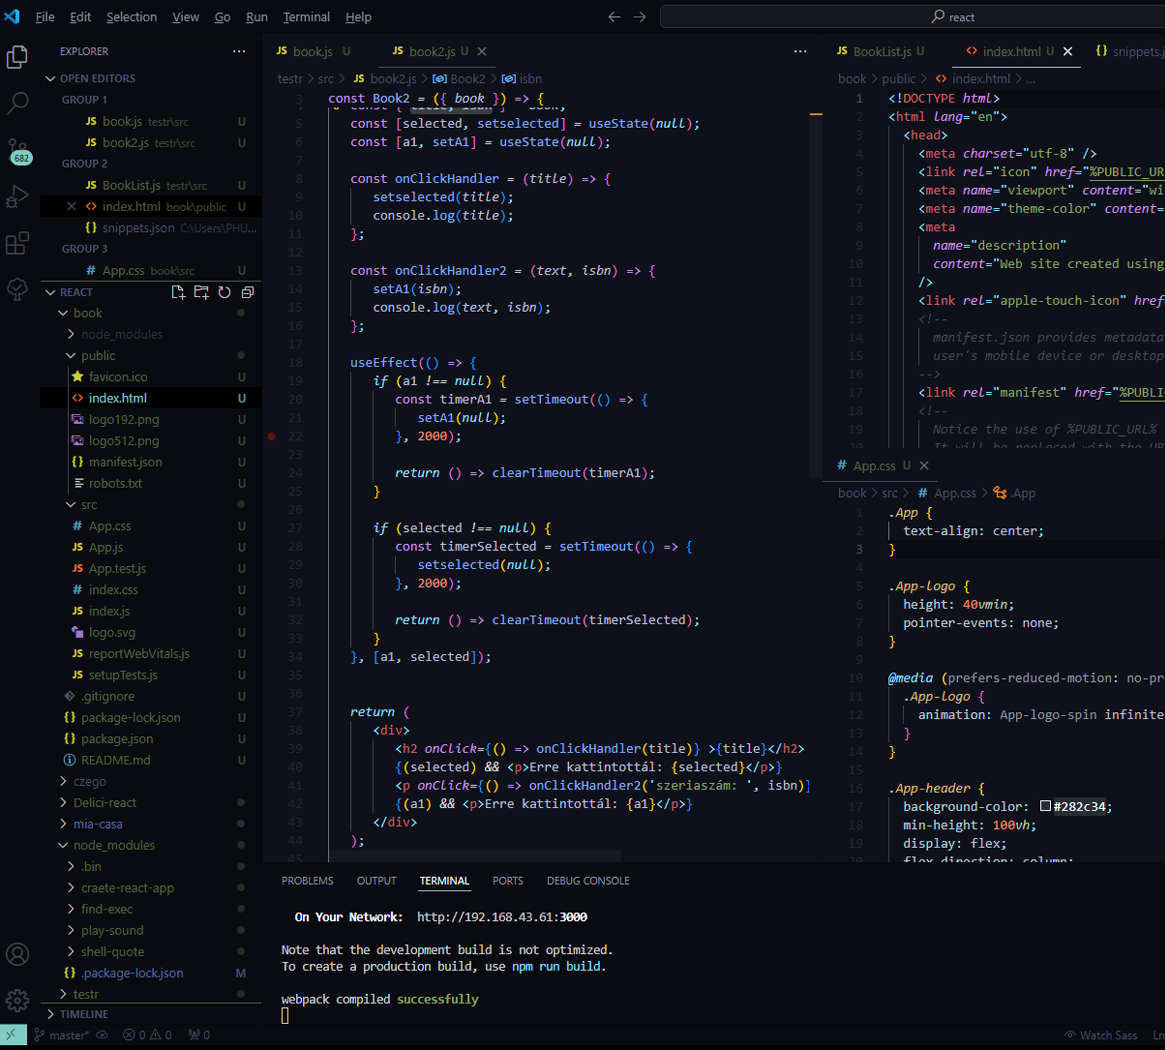 File Edit Selection View Go Run Terminal Help
react
EXPLORER
OPEN EDITORS
GROUP 1
JS book.js testr\src U
JS book2.js testr\src U
GROUP 2
JS BookList.js testr\src U
index.html book\public U
{} snippets.json C:\Users\PHU...
GROUP 3
# App.css book\src U
REACT
book
node_modules
public
favicon.ico U
index.html U
logo192.png U
logo512.png U
{} manifest.json U
robots.txt U
src
# App.css U
JS App.js U
JS App.test.js U
# index.css U
JS index.js U
logo.svg U
JS reportWebVitals.js U
JS setupTests.js U
.gitignore U
{} package-lock.json U
{} package.json U
README.md U
czego
Delici-react
mia-casa
node_modules
.bin
craete-react-app
find-exec
play-sound
shell-quote
{} .package-lock.json M
testr
TIMELINE
682
JS book.js U
JS book2.js U
testr > src > JS book2.js > Book2 > isbn
3 const Book2 = ({ book }) => {
const { title, isbn } = book;
5 const [selected, setselected] = useState(null);
6 const [a1, setA1] = useState(null);
7
8 const onClickHandler = (title) => {
9 setselected(title);
10 console.log(title);
11 };
12
13 const onClickHandler2 = (text, isbn) => {
14 setA1(isbn);
15 console.log(text, isbn);
16 };
17
18 useEffect(() => {
19 if (a1 !== null) {
20 const timerA1 = setTimeout(() => {
21 setA1(null);
22 }, 2000);
23
24 return () => clearTimeout(timerA1);
25 }
26
27 if (selected !== null) {
28 const timerSelected = setTimeout(() => {
29 setselected(null);
30 }, 2000);
31
32 return () => clearTimeout(timerSelected);
33 }
34 }, [a1, selected]);
35
36
37 return (
38 <div>
39 <h2 onClick={() => onClickHandler(title)} >{title}</h2>
40 {(selected) && <p>Erre kattintottál: {selected}</p>}
41 <p onClick={() => onClickHandler2('szeriaszám: ', isbn)}
42 {(a1) && <p>Erre kattintottál: {a1}</p>}
43 </div>
44 );
45
JS BookList.js U
index.html U
{} snippets.js
book > public > index.html > ...
1 <!DOCTYPE html>
2 <html lang="en">
3 <head>
4 <meta charset="utf-8" />
5 <link rel="icon" href="%PUBLIC_UR
6 <meta name="viewport" content="wi
7 <meta name="theme-color" content=
8 <meta
9 name="description"
10 content="Web site created using
11 />
12 <link rel="apple-touch-icon" href
13 <!--
14 manifest.json provides metadata
15 user's mobile device or desktop
16 -->
17 <link rel="manifest" href="%PUBLIC
18 <!--
19 Notice the use of %PUBLIC_URL%
20 It will be replaced with the UR
# App.css U
book > src > # App.css > .App
1 .App {
2 text-align: center;
3 }
4
5 .App-logo {
6 height: 40vmin;
7 pointer-events: none;
8 }
9
10 @media (prefers-reduced-motion: no-pr
11 .App-logo {
12 animation: App-logo-spin infinite
13 }
14 }
15
16 .App-header {
17 background-color: #282c34;
18 min-height: 100vh;
19 display: flex;
20 flex-direction: column;
PROBLEMS OUTPUT TERMINAL PORTS DEBUG CONSOLE
On Your Network: http://192.168.43.61:3000
Note that the development build is not optimized.
To create a production build, use npm run build.
webpack compiled successfully
master* 0 0 0 Watch Sass Ln